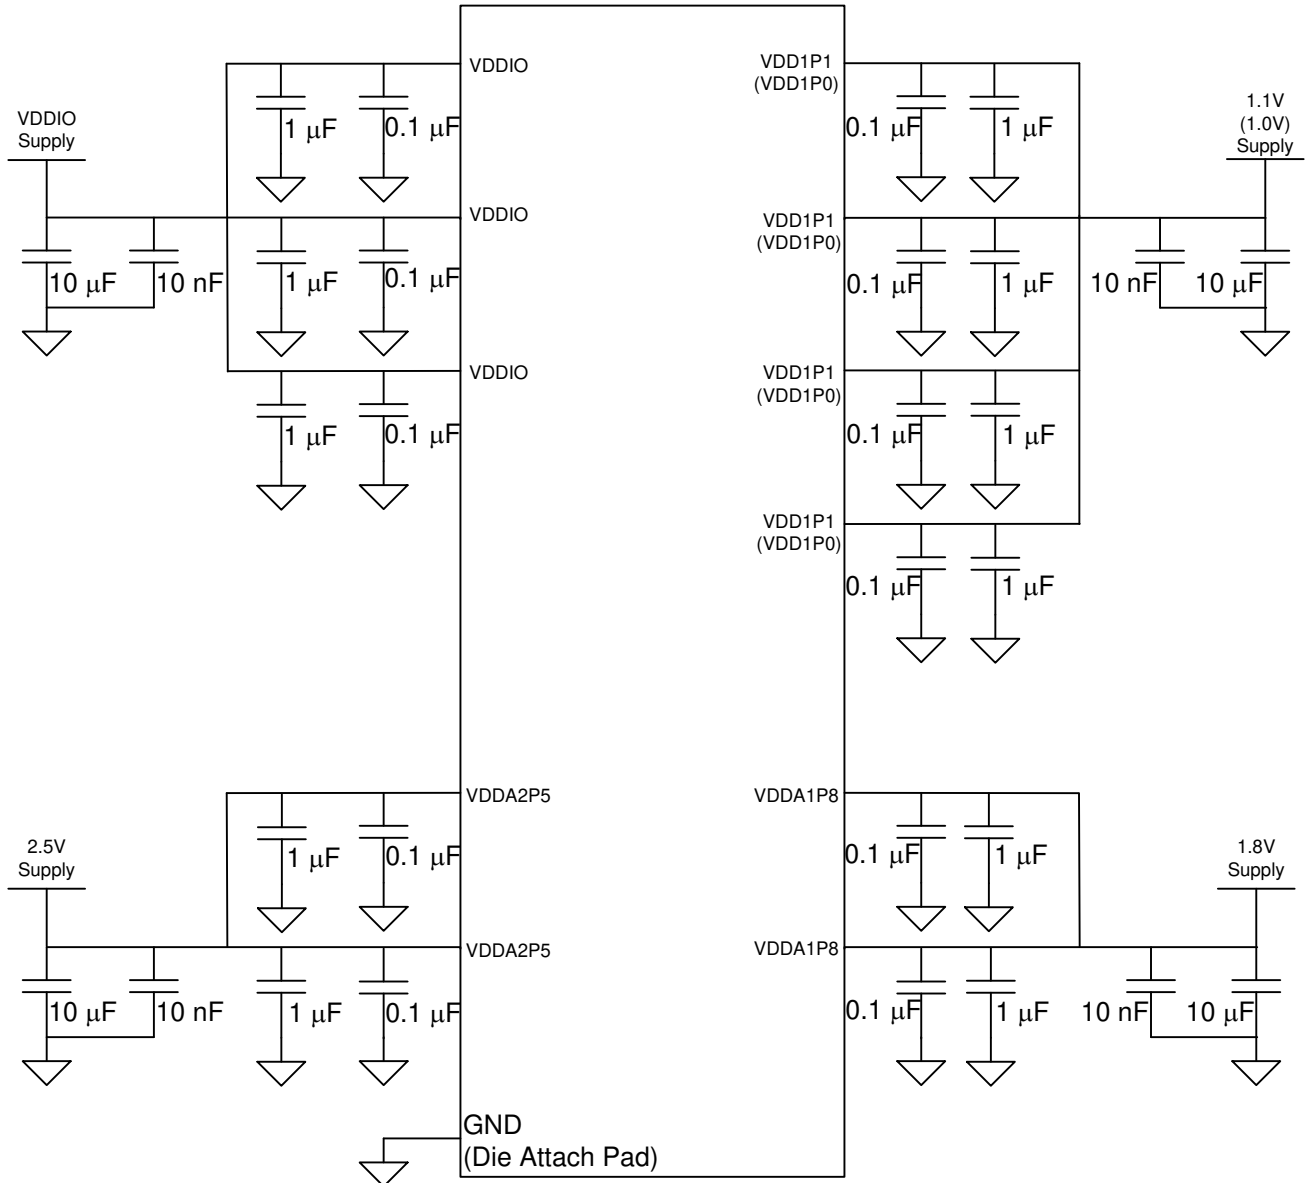 VDDIO
Supply
10 μF
10 nF
VDDIO
1 μF
0.1 μF
VDDIO
1 μF
0.1 μF
VDDIO
1 μF
0.1 μF
VDD1P1
(VDD1P0)
0.1 μF
1 μF
VDD1P1
(VDD1P0)
0.1 μF
1 μF
VDD1P1
(VDD1P0)
0.1 μF
1 μF
VDD1P1
(VDD1P0)
0.1 μF
1 μF
1.1V
(1.0V)
Supply
10 nF
10 μF
2.5V
Supply
10 μF
10 nF
VDDA2P5
1 μF
0.1 μF
VDDA2P5
1 μF
0.1 μF
VDDA1P8
0.1 μF
1 μF
VDDA1P8
0.1 μF
1 μF
1.8V
Supply
10 nF
10 μF
GND
(Die Attach Pad)